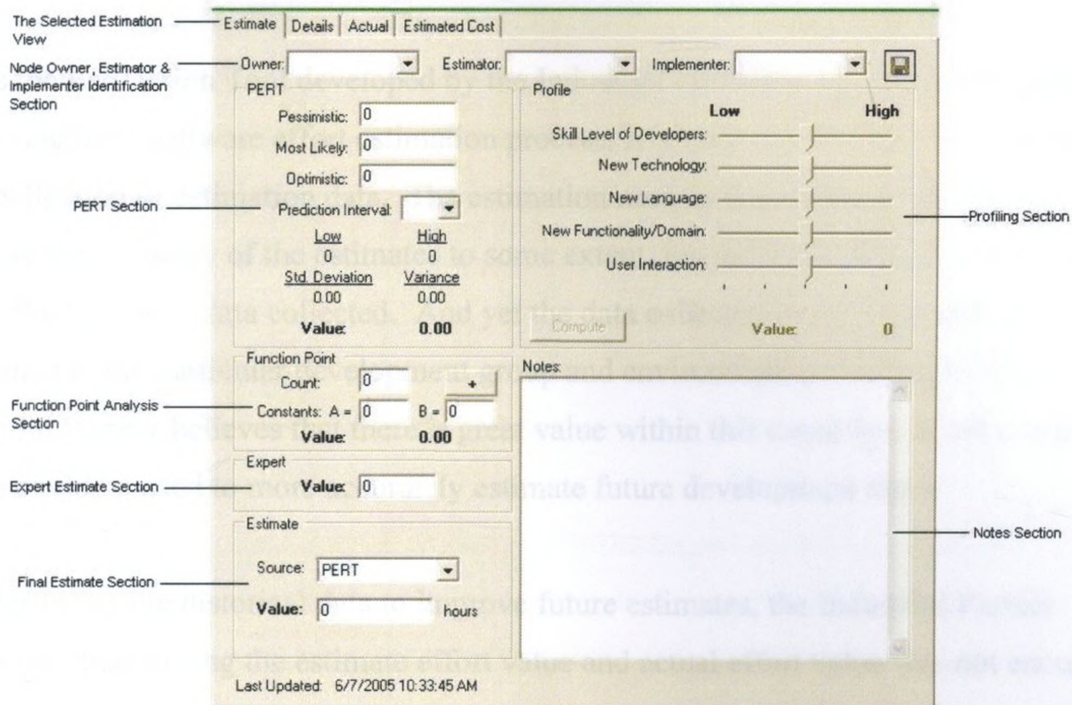 The Selected Estimation
View
Node Owner, Estimator &
Implementer Identification
Section
PERT Section
Function Point Analysis
Section
Expert Estimate Section
Final Estimate Section
Estimate Details Actual Estimated Cost
Owner: Estimator: Implementer:
PERT
Pessimistic: 0
Most Likely: 0
Optimistic: 0
Prediction Interval:
Low High
0 0
Std. Deviation Variance
0.00 0.00
Value: 0.00
Function Point
Count: 0 +
Constants: A = 0 B = 0
Value: 0.00
Expert
Value: 0
Estimate
Source: PERT
Value: 0 hours
Last Updated: 6/7/2005 10:33:45 AM
Profile
Low High
Skill Level of Developers:
New Technology:
New Language:
New Functionality/Domain:
User Interaction:
Compute Value: 0
Notes:
Profiling Section
Notes Section